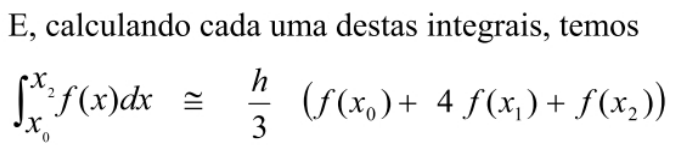 E, calculando cada uma destas integrais, temos
∫_{x₀}^{x₂} f(x)dx ≅ h/3 (f(x₀)+ 4 f(x₁)+ f(x₂))